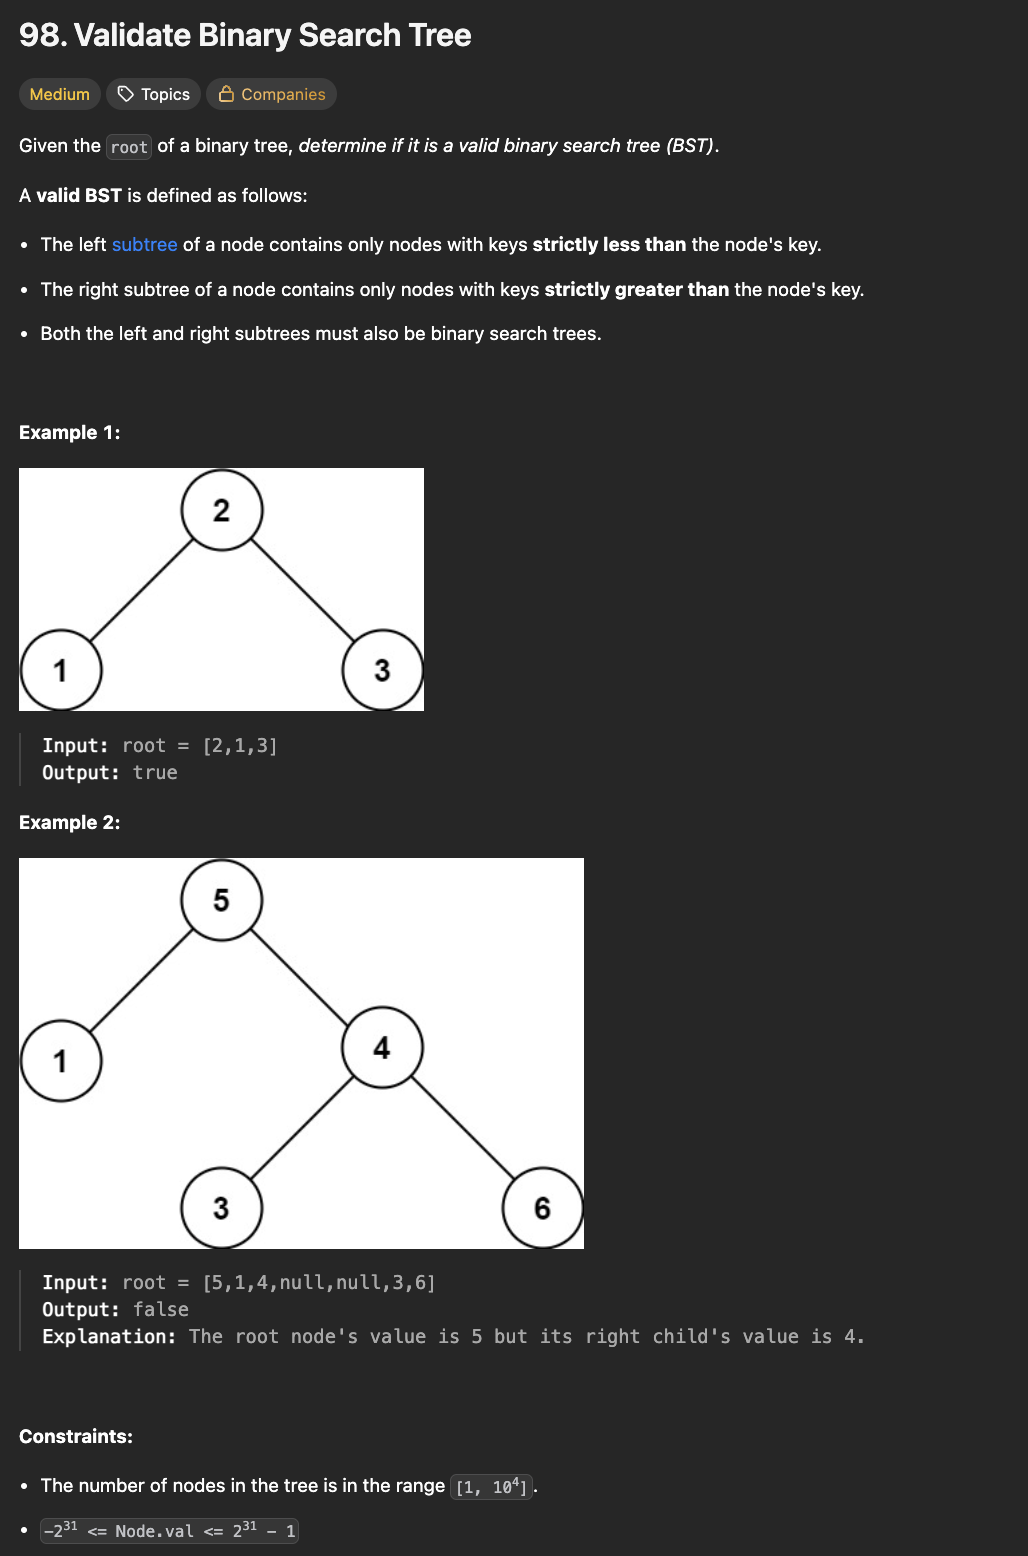 98. Validate Binary Search Tree
Medium Topics Companies
Given the root of a binary tree, determine if it is a valid binary search tree (BST).
A valid BST is defined as follows:
• The left subtree of a node contains only nodes with keys strictly less than the node's key.
• The right subtree of a node contains only nodes with keys strictly greater than the node's key.
• Both the left and right subtrees must also be binary search trees.
Example 1:
2
1 3
Input: root = [2,1,3]
Output: true
Example 2:
5
1 4
3 6
Input: root = [5,1,4,null,null,3,6]
Output: false
Explanation: The root node's value is 5 but its right child's value is 4.
Constraints:
• The number of nodes in the tree is in the range [1, 10⁴].
• -2³¹ <= Node.val <= 2³¹ - 1